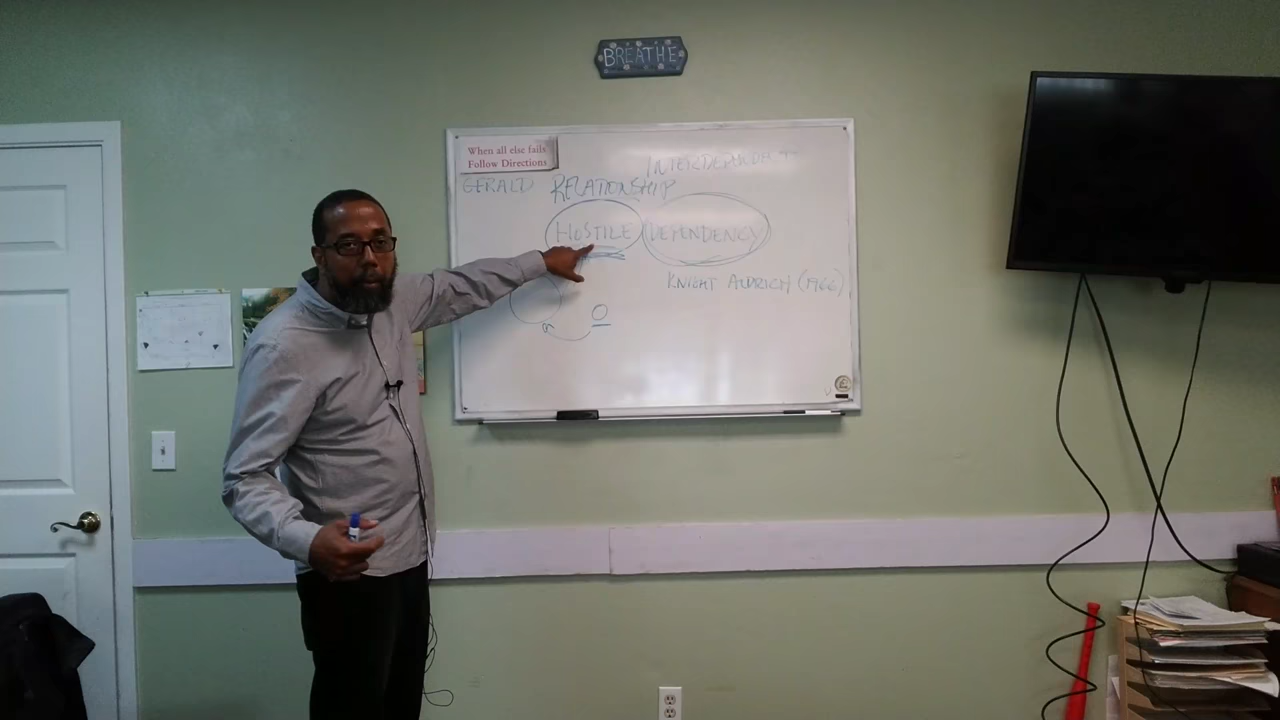 BREATHE
When all else fails
Follow Directions
GERALD RELATIONSHIP
HOSTILE DEPENDENCY
KNIGHT ALDRICH (1966)